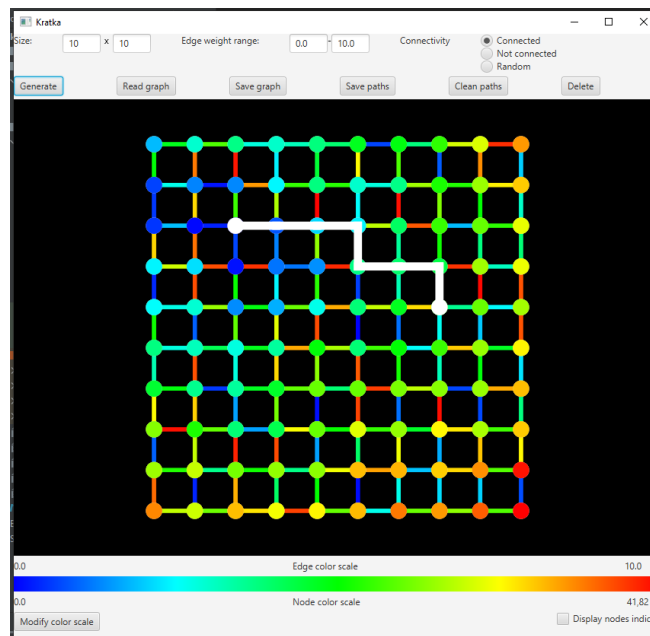 Kratka
Size: 10 x 10 Edge weight range: 0.0 - 10.0 Connectivity Connected
Not connected
Random
Generate Read graph Save graph Save paths Clean paths Delete
0.0 Edge color scale 10.0
0.0 Node color scale 41,82
Modify color scale Display nodes indic